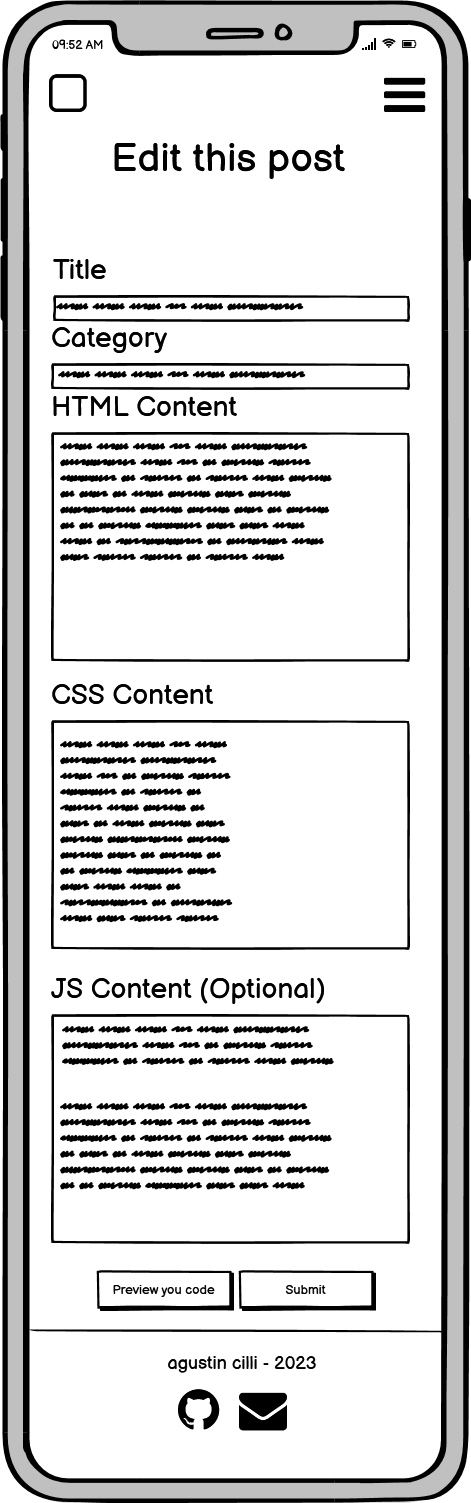 09:52 AM
Edit this post
Title
Category
HTML Content
CSS Content
JS Content (Optional)
Preview you code
Submit
agustin cilli - 2023